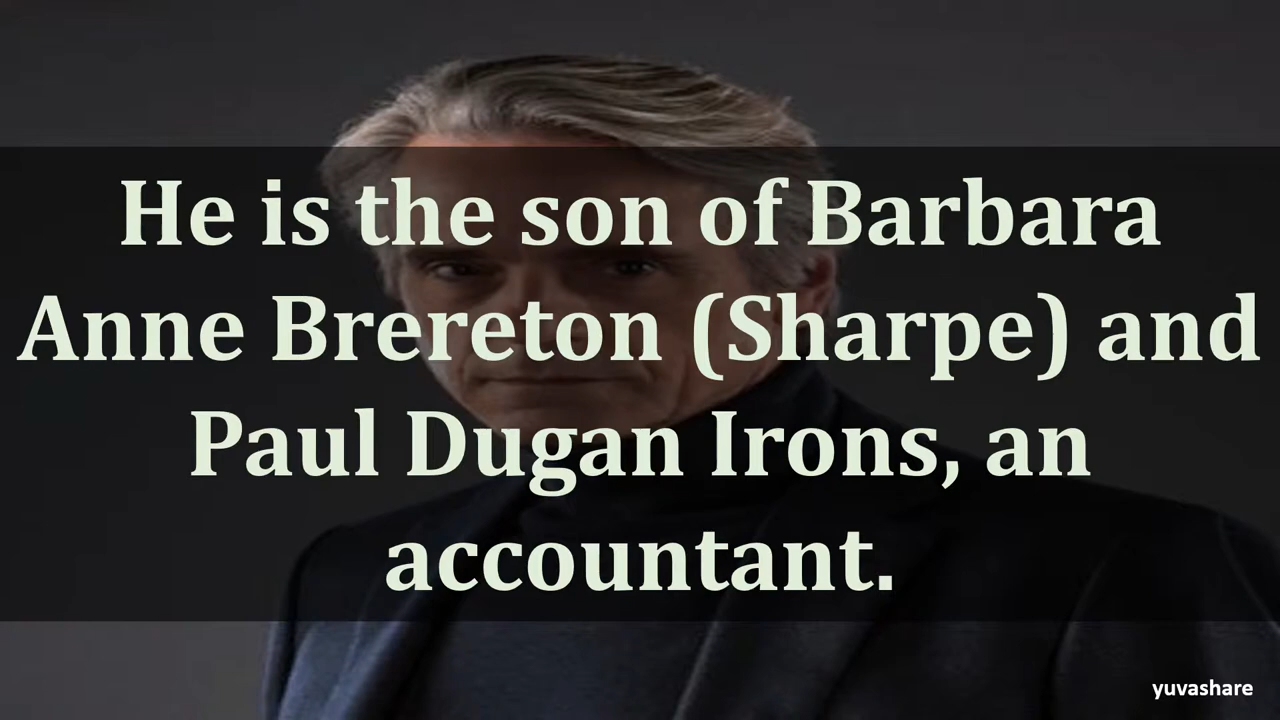 He is the son of Barbara
Anne Brereton (Sharpe) and
Paul Dugan Irons, an
accountant.
yuvashare